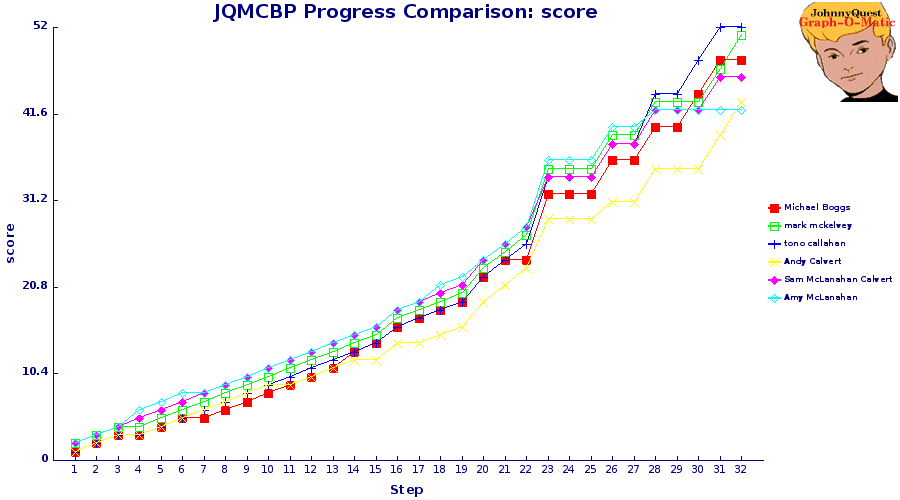 JQMCBP Progress Comparison: score
JohnnyQuest
Graph-O-Matic
52
41.6
31.2
20.8
10.4
0
score
1 2 3 4 5 6 7 8 9 10 11 12 13 14 15 16 17 18 19 20 21 22 23 24 25 26 27 28 29 30 31 32
Step
Michael Boggs
mark mckelvey
tono callahan
Andy Calvert
Sam McLanahan Calvert
Amy McLanahan